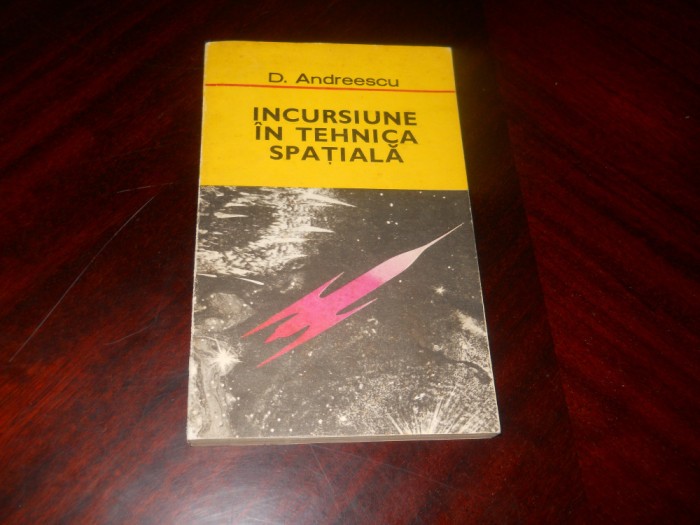 D. Andreescu
INCURSIUNE
ÎN TEHNICA
SPAȚIALĂ